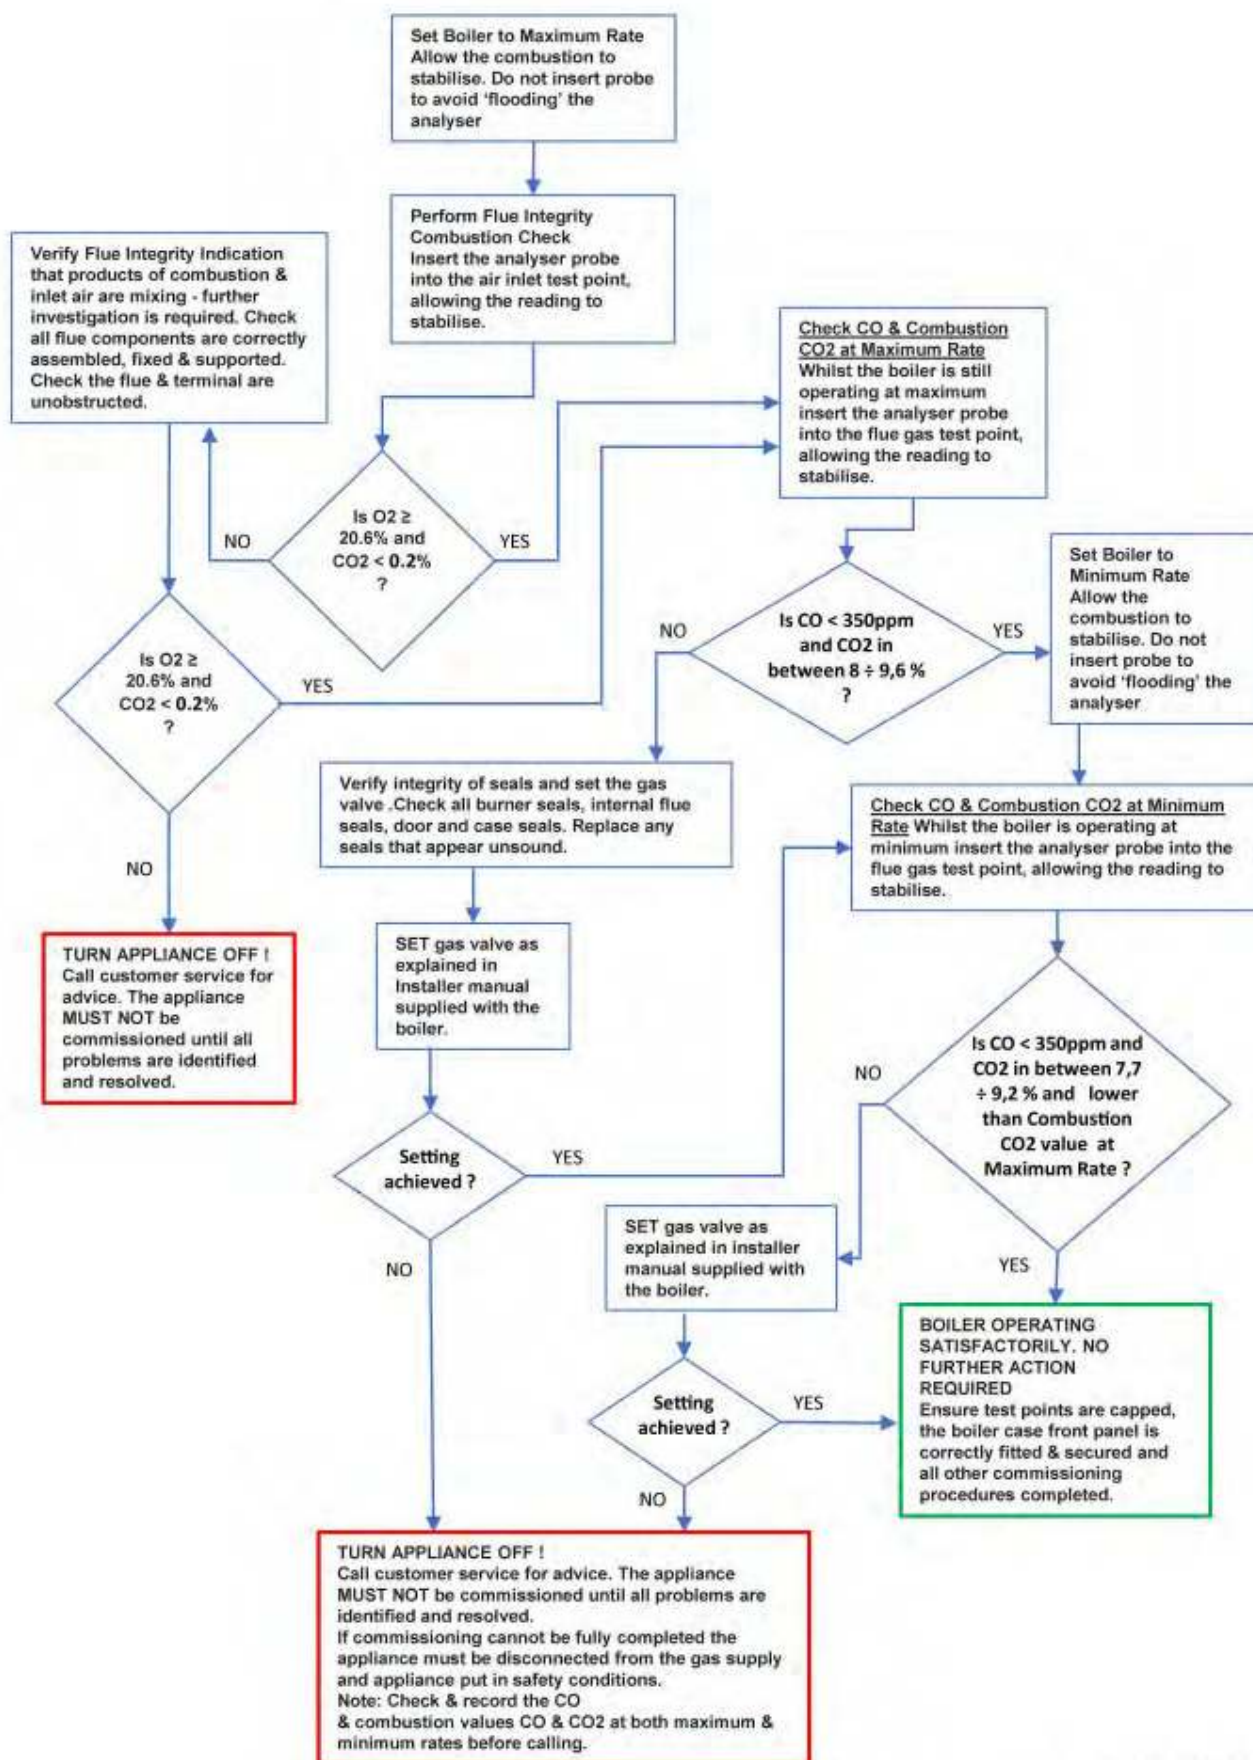 Set Boiler to Maximum Rate
Allow the combustion to
stabilise. Do not insert probe
to avoid ‘flooding’ the
analyser
Perform Flue Integrity
Combustion Check
Insert the analyser probe
into the air inlet test point,
allowing the reading to
stabilise.
Verify Flue Integrity Indication
that products of combustion &
inlet air are mixing - further
investigation is required. Check
all flue components are correctly
assembled, fixed & supported.
Check the flue & terminal are
unobstructed.
Check CO & Combustion
CO2 at Maximum Rate
Whilst the boiler is still
operating at maximum
insert the analyser probe
into the flue gas test point,
allowing the reading to
stabilise.
Is O2 ≥
20.6% and
CO2 < 0.2%
?
NO
YES
Set Boiler to
Minimum Rate
Allow the
combustion to
stabilise. Do not
insert probe to
avoid ‘flooding’ the
analyser
Is CO < 350ppm
and CO2 in
between 8 ÷ 9,6 %
?
NO
YES
Is O2 ≥
20.6% and
CO2 < 0.2%
?
YES
NO
Verify integrity of seals and set the gas
valve .Check all burner seals, internal flue
seals, door and case seals. Replace any
seals that appear unsound.
Check CO & Combustion CO2 at Minimum
Rate Whilst the boiler is operating at
minimum insert the analyser probe into the
flue gas test point, allowing the reading to
stabilise.
TURN APPLIANCE OFF !
Call customer service for
advice. The appliance
MUST NOT be
commissioned until all
problems are identified
and resolved.
SET gas valve as
explained in
Installer manual
supplied with the
boiler.
Is CO < 350ppm and
CO2 in between 7,7
÷ 9,2 % and lower
than Combustion
CO2 value at
Maximum Rate ?
NO
YES
Setting
achieved ?
YES
NO
SET gas valve as
explained in installer
manual supplied with
the boiler.
BOILER OPERATING
SATISFACTORILY. NO
FURTHER ACTION
REQUIRED
Ensure test points are capped,
the boiler case front panel is
correctly fitted & secured and
all other commissioning
procedures completed.
Setting
achieved ?
YES
NO
TURN APPLIANCE OFF !
Call customer service for advice. The appliance
MUST NOT be commissioned until all problems are
identified and resolved.
If commissioning cannot be fully completed the
appliance must be disconnected from the gas supply
and appliance put in safety conditions.
Note: Check & record the CO
& combustion values CO & CO2 at both maximum &
minimum rates before calling.